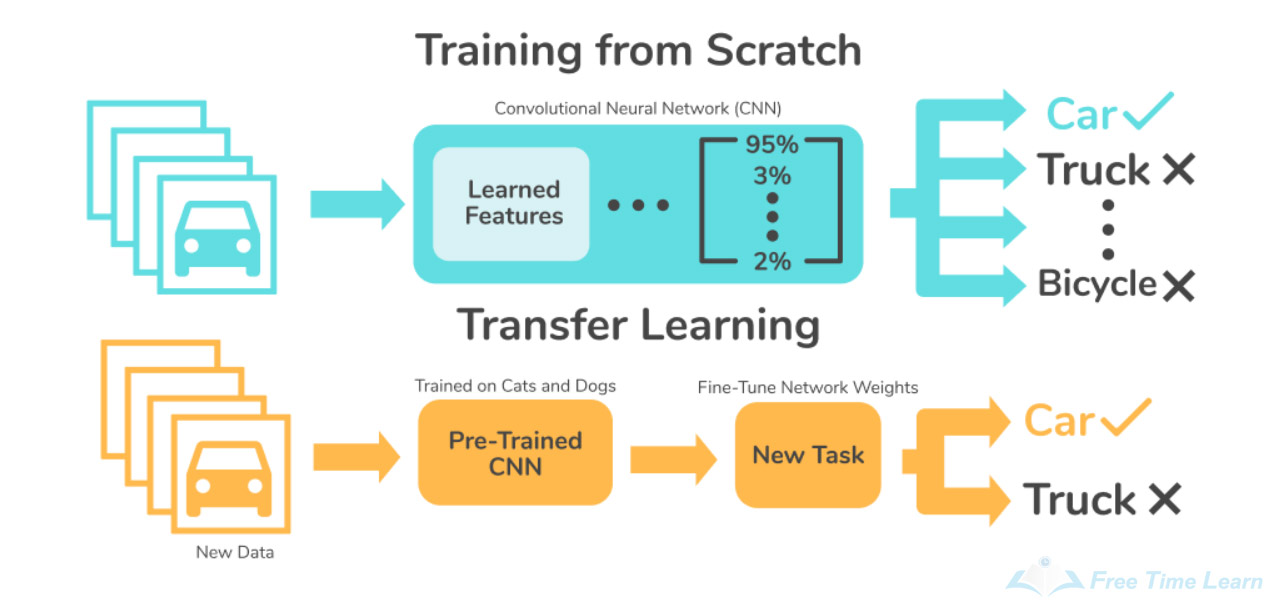 Training from Scratch
Convolutional Neural Network (CNN)
Learned
Features
95%
3%
2%
Car
Truck
Bicycle
Transfer Learning
Trained on Cats and Dogs
Pre-Trained
CNN
Fine-Tune Network Weights
New Task
Car
Truck
New Data
Free Time Learn